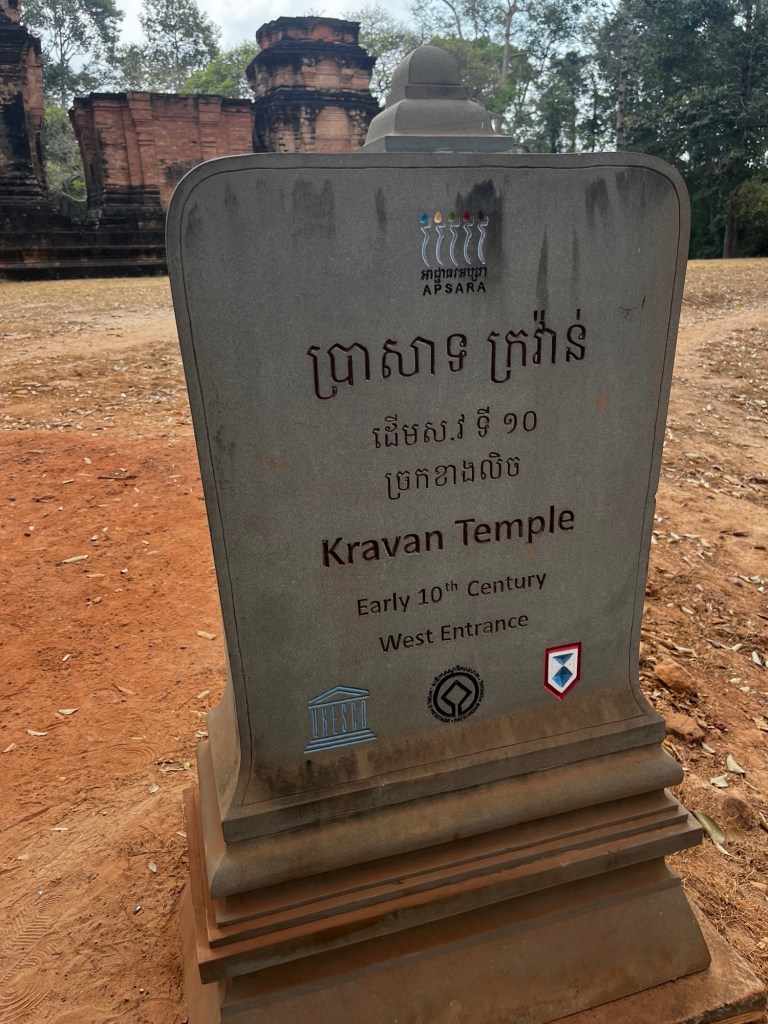 អាជ្ញាធរអប្សរា
APSARA
ប្រាសាទ ក្រវ៉ាន់
ដើមស.វ ទី ១០
ច្រកខាងលិច
Kravan Temple
Early 10th Century
West Entrance
UNESCO